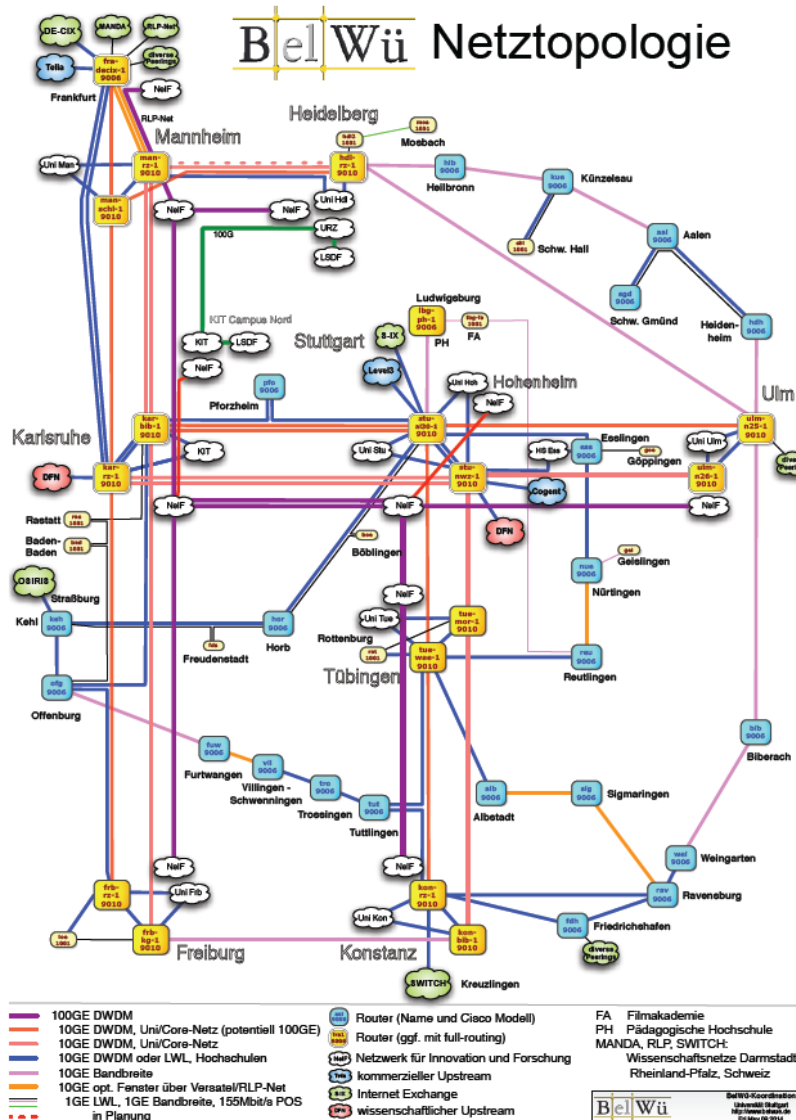 BelWü Netztopologie
DE-CIX
MANDA
RLP-Net
diverse
Peerings
Telia
fra-
decix-1
9006
NeIF
Frankfurt
RLP-Net
Mannheim
Heidelberg
Mosbach
Uni Man
man-
rz-1
9010
hdl-
rz-1
9010
hlb
9006
Heilbronn
kue
9006
Künzelsau
man-
schl-1
9010
NeIF
NeIF
Uni Hdl
100G
URZ
LSDF
Schw. Hall
aal
9006
Aalen
agd
9006
Schw. Gmünd
hdh
9006
Heiden-
heim
KIT Campus Nord
KIT
LSDF
NeIF
Stuttgart
S-IX
Level3
Ludwigsburg
lbg-
ph-1
9006
PH
FA
Uni Hoh
Hohenheim
NeIF
Ulm
pfo
9006
Pforzheim
Karlsruhe
kar-
bib-1
9010
KIT
kar-
rz-1
9010
DFN
stu-
al30-1
9010
Uni Stu
stu-
nwz-1
9010
HS Ess
ess
9006
Esslingen
Göppingen
Cogent
DFN
Uni Ulm
ulm-
n25-1
9010
ulm-
n26-1
9010
NeIF
NeIF
NeIF
Rastatt
Baden-
Baden
Böblingen
nue
9006
Geislingen
Nürtingen
OSIRIS
Straßburg
Kehl
keh
9006
Freudenstadt
hor
9006
Horb
NeIF
Uni Tue
Rottenburg
tue-
mor-1
9010
tue-
wae-1
9010
Tübingen
reu
9006
Reutlingen
ofg
9006
Offenburg
fuw
9006
Furtwangen
vil
9006
Villingen -
Schwenningen
tro
9006
Trossingen
tut
9006
Tuttlingen
alb
9006
Albstadt
sig
9006
Sigmaringen
bib
9006
Biberach
wei
9006
Weingarten
rav
9006
Ravensburg
NeIF
NeIF
frb-
rz-1
9010
Uni Frb
frb-
kg-1
9010
Freiburg
kon-
rz-1
9010
Uni Kon
kon-
bib-1
9010
Konstanz
fdh
9006
Friedrichshafen
diverse
Peerings
SWITCH
Kreuzlingen
100GE DWDM
10GE DWDM, Uni/Core-Netz (potentiell 100GE)
10GE DWDM, Uni/Core-Netz
10GE DWDM oder LWL, Hochschulen
10GE Bandbreite
10GE opt. Fenster über Versatel/RLP-Net
1GE LWL, 1GE Bandbreite, 155Mbit/s POS
in Planung
Router (Name und Cisco Modell)
Router (ggf. mit full-routing)
NeIF Netzwerk für Innovation und Forschung
Telia kommerzieller Upstream
S-IX Internet Exchange
DFN wissenschaftlicher Upstream
FA Filmakademie
PH Pädagogische Hochschule
MANDA, RLP, SWITCH:
Wissenschaftsnetze Darmstadt,
Rheinland-Pfalz, Schweiz
BelWü
BelWü-Koordination
Universität Stuttgart